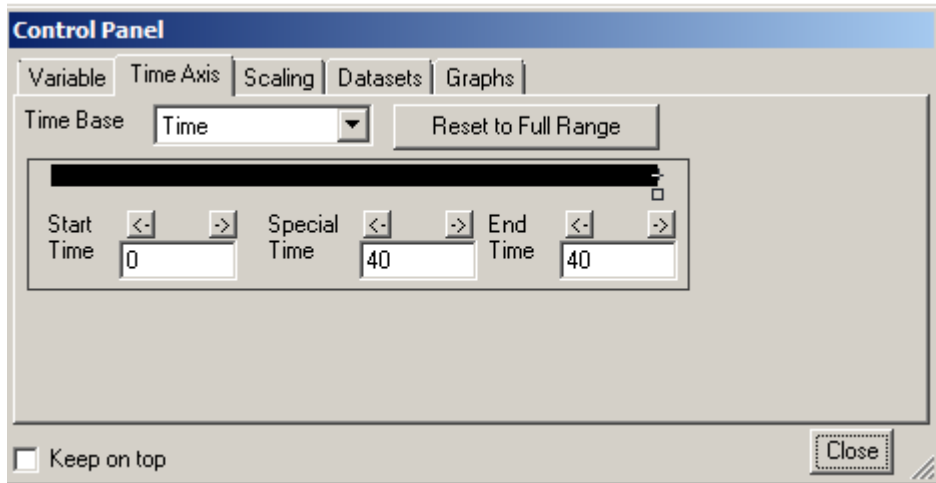 Control Panel
Variable Time Axis Scaling Datasets Graphs
Time Base Time Reset to Full Range
Start Time <- -> 0
Special Time <- -> 40
End Time <- -> 40
Keep on top Close